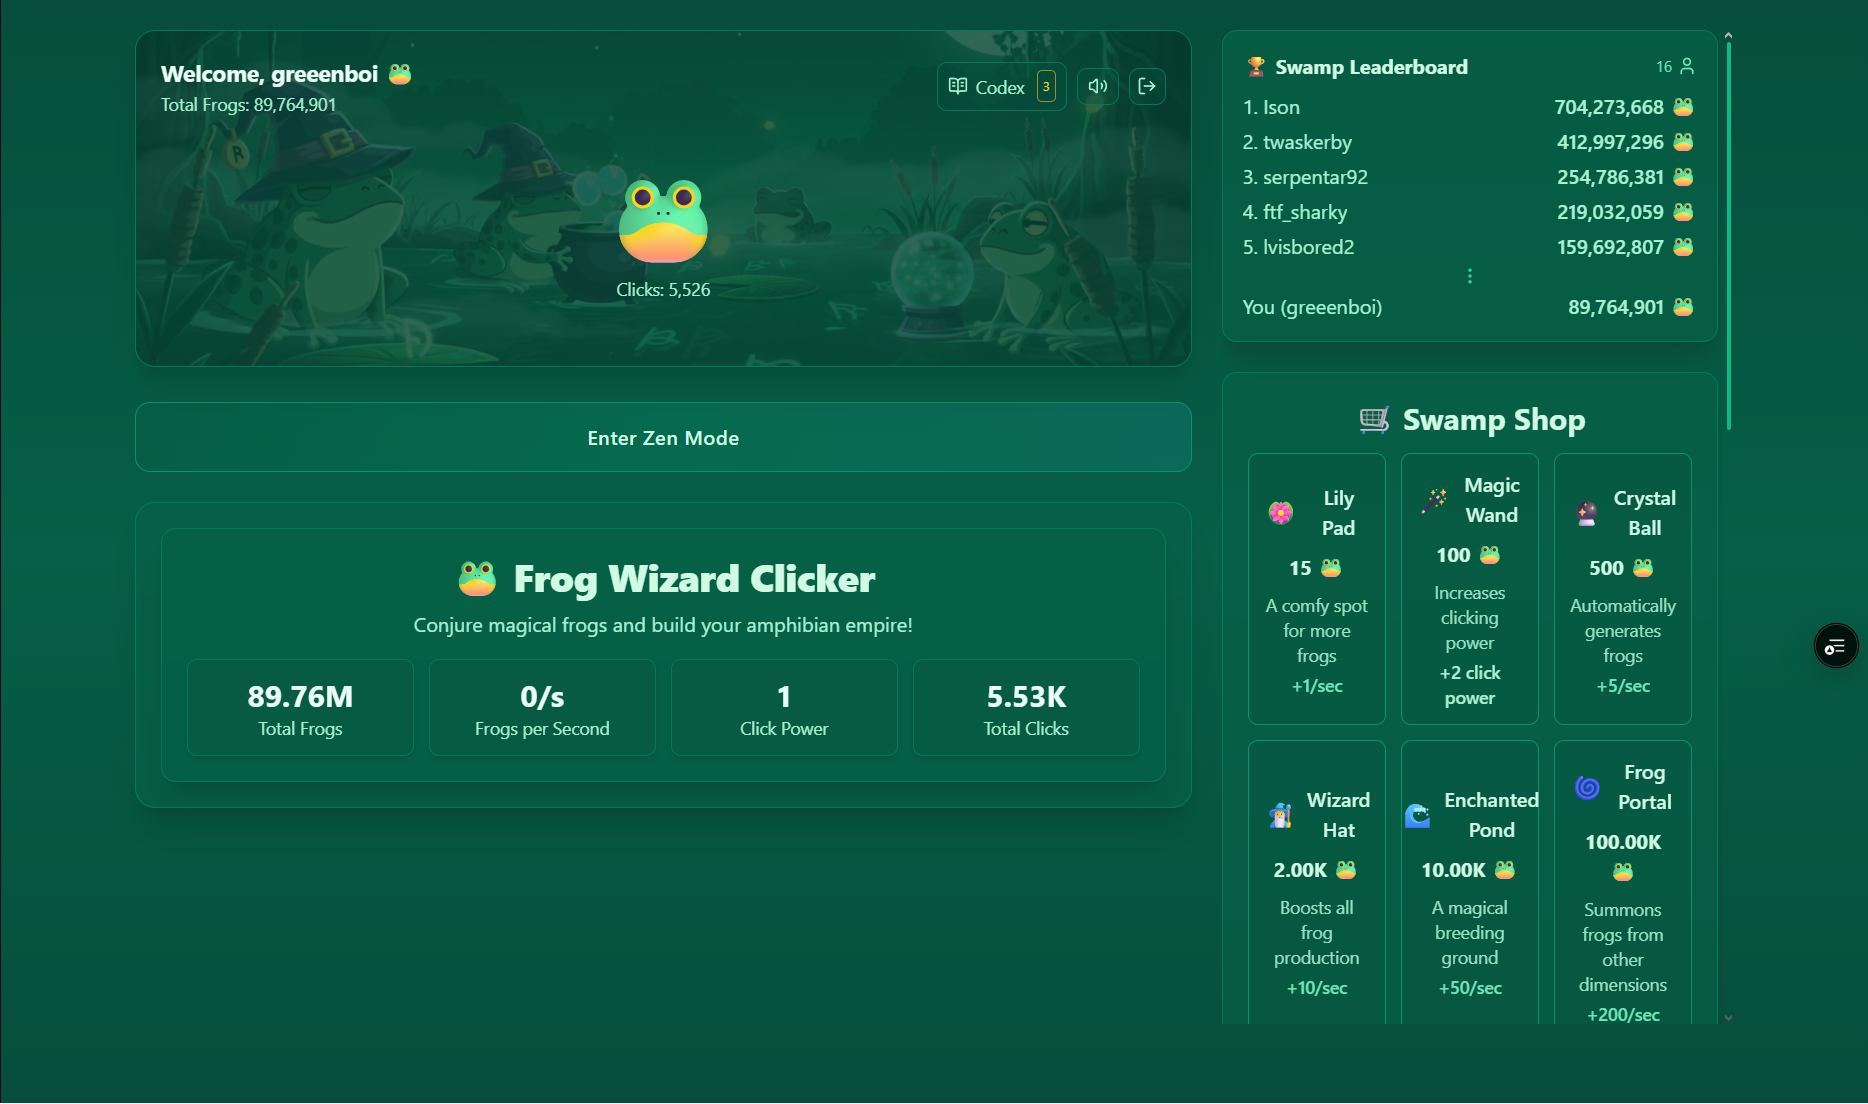 Welcome, greeenboi
Total Frogs: 89,764,901
Codex 3
R
Clicks: 5,526
Enter Zen Mode
Frog Wizard Clicker
Conjure magical frogs and build your amphibian empire!
89.76M
Total Frogs
0/s
Frogs per Second
1
Click Power
5.53K
Total Clicks
Swamp Leaderboard
16
1. lson 704,273,668
2. twaskerby 412,997,296
3. serpentar92 254,786,381
4. ftf_sharky 219,032,059
5. lvisbored2 159,692,807
You (greeenboi) 89,764,901
Swamp Shop
Lily
Pad
15
A comfy spot
for more
frogs
+1/sec
Magic
Wand
100
Increases
clicking
power
+2 click
power
Crystal
Ball
500
Automatically
generates
frogs
+5/sec
Wizard
Hat
2.00K
Boosts all
frog
production
+10/sec
Enchanted
Pond
10.00K
A magical
breeding
ground
+50/sec
Frog
Portal
100.00K
Summons
frogs from
other
dimensions
+200/sec